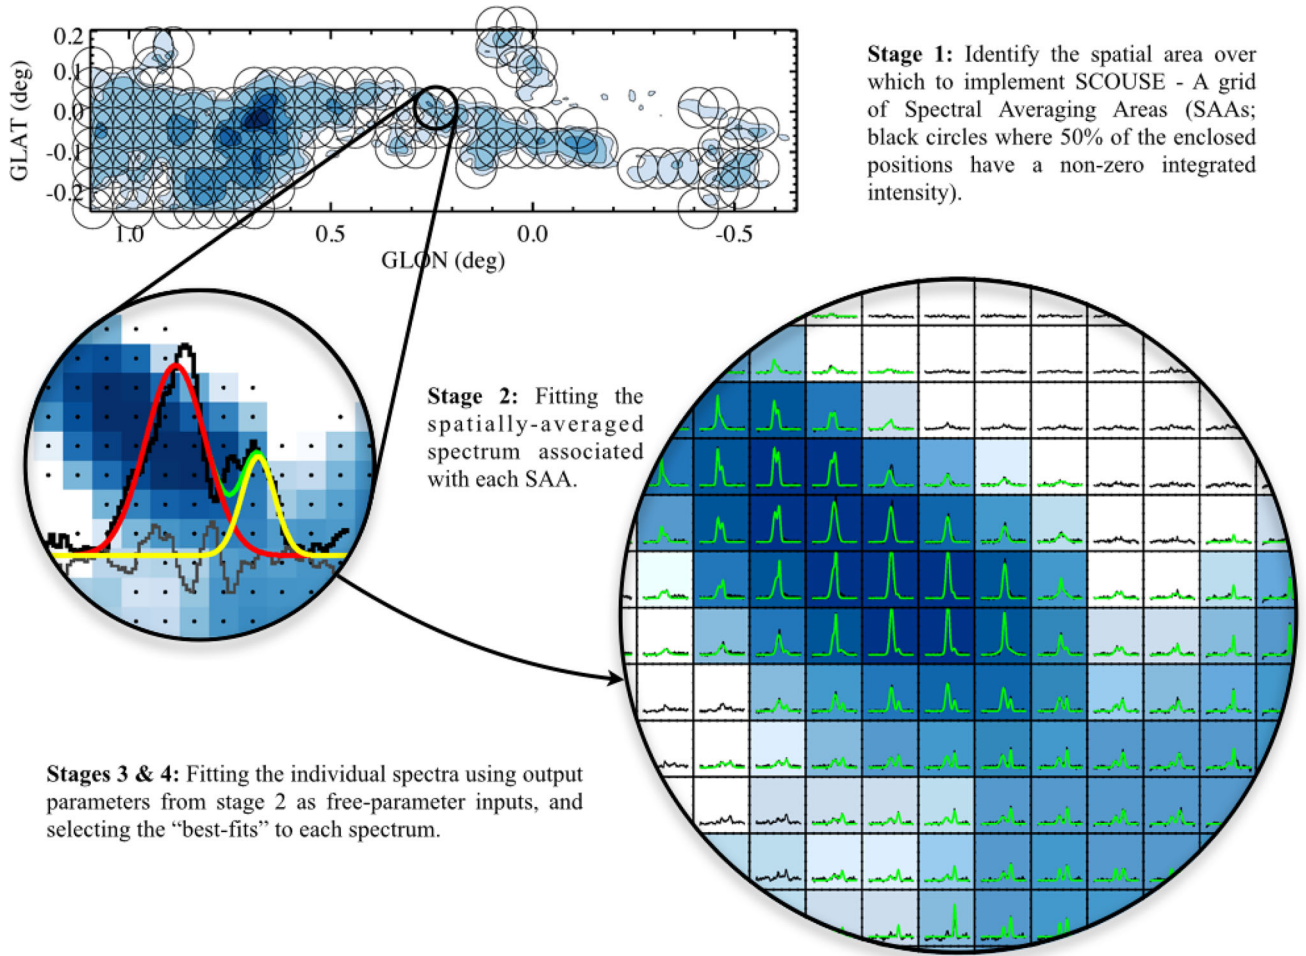 0.2
0.1
0.0
-0.1
-0.2
GLAT (deg)
1.0
0.5
0.0
-0.5
GLON (deg)
Stage 1: Identify the spatial area over
which to implement SCOUSE - A grid
of Spectral Averaging Areas (SAAs;
black circles where 50% of the enclosed
positions have a non-zero integrated
intensity).
Stage 2: Fitting the
spatially-averaged
spectrum associated
with each SAA.
Stages 3 & 4: Fitting the individual spectra using output
parameters from stage 2 as free-parameter inputs, and
selecting the “best-fits” to each spectrum.